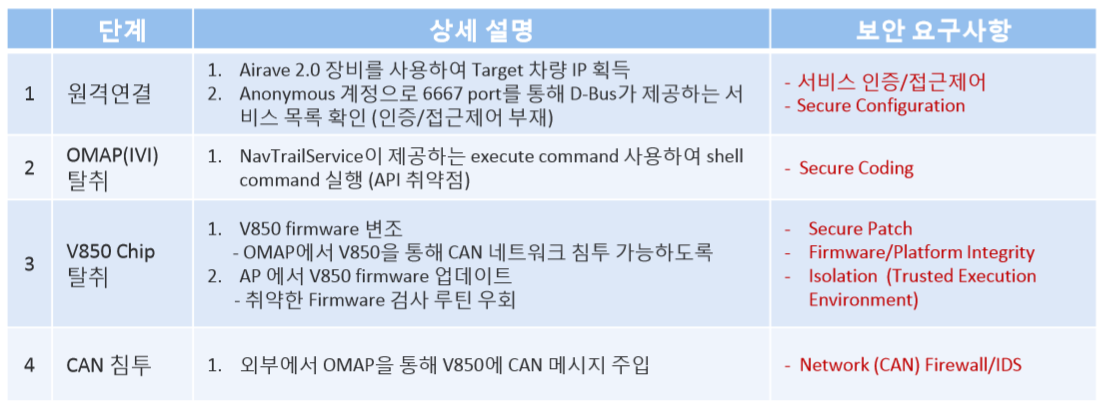 단계 상세 설명 보안 요구사항
1 원격연결
1. Airave 2.0 장비를 사용하여 Target 차량 IP 획득
2. Anonymous 계정으로 6667 port를 통해 D-Bus가 제공하는 서
비스 목록 확인 (인증/접근제어 부재)
- 서비스 인증/접근제어
- Secure Configuration
2 OMAP(IVI)
탈취
1. NavTrailService이 제공하는 execute command 사용하여 shell
command 실행 (API 취약점)
- Secure Coding
3 V850 Chip
탈취
1. V850 firmware 변조
- OMAP에서 V850을 통해 CAN 네트워크 침투 가능하도록
2. AP 에서 V850 firmware 업데이트
- 취약한 Firmware 검사 루틴 우회
- Secure Patch
- Firmware/Platform Integrity
- Isolation (Trusted Execution
Environment)
4 CAN 침투
1. 외부에서 OMAP을 통해 V850에 CAN 메시지 주입
- Network (CAN) Firewall/IDS